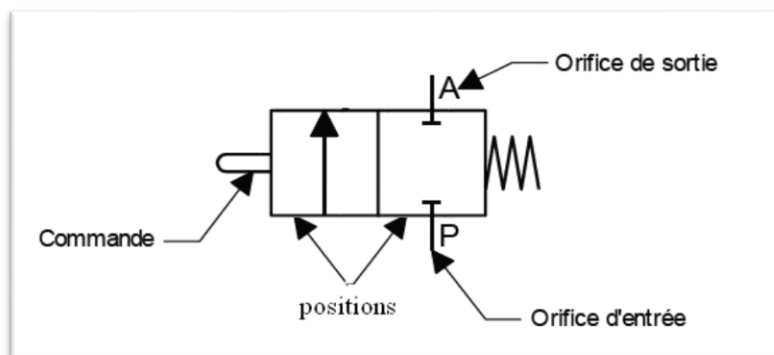 Orifice de sortie
A
Commande
P
positions
Orifice d'entrée